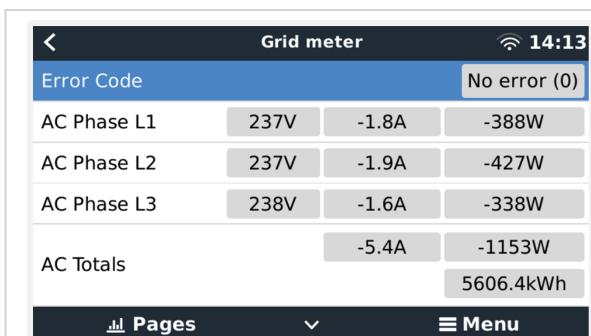 Grid meter 14:13
Error Code No error (0)
AC Phase L1 237V -1.8A -388W
AC Phase L2 237V -1.9A -427W
AC Phase L3 238V -1.6A -338W
AC Totals -5.4A -1153W
5606.4kWh
Pages Menu